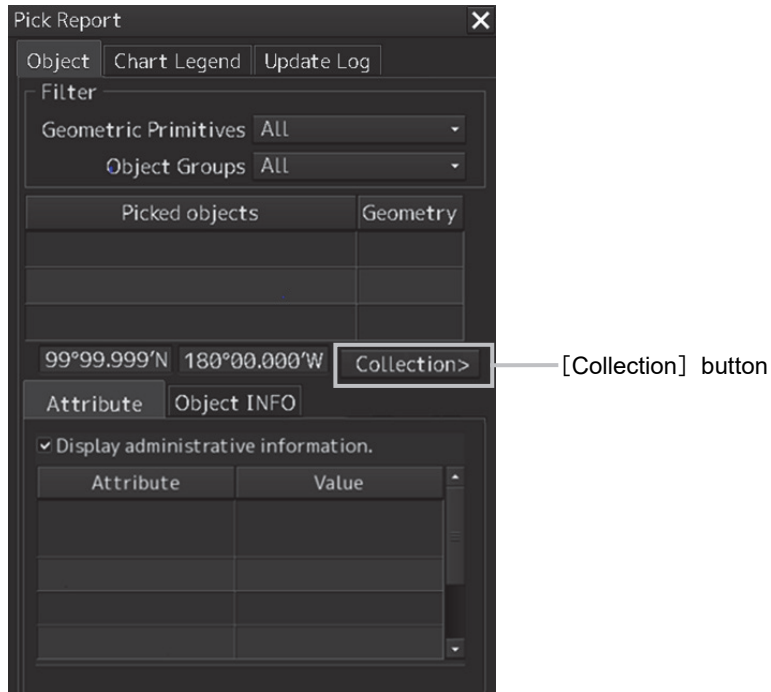 Pick Report
Object Chart Legend Update Log
Filter
Geometric Primitives All
Object Groups All
Picked objects Geometry
99°99.999'N 180°00.000'W Collection>
［Collection］ button
Attribute Object INFO
Display administrative information.
Attribute Value